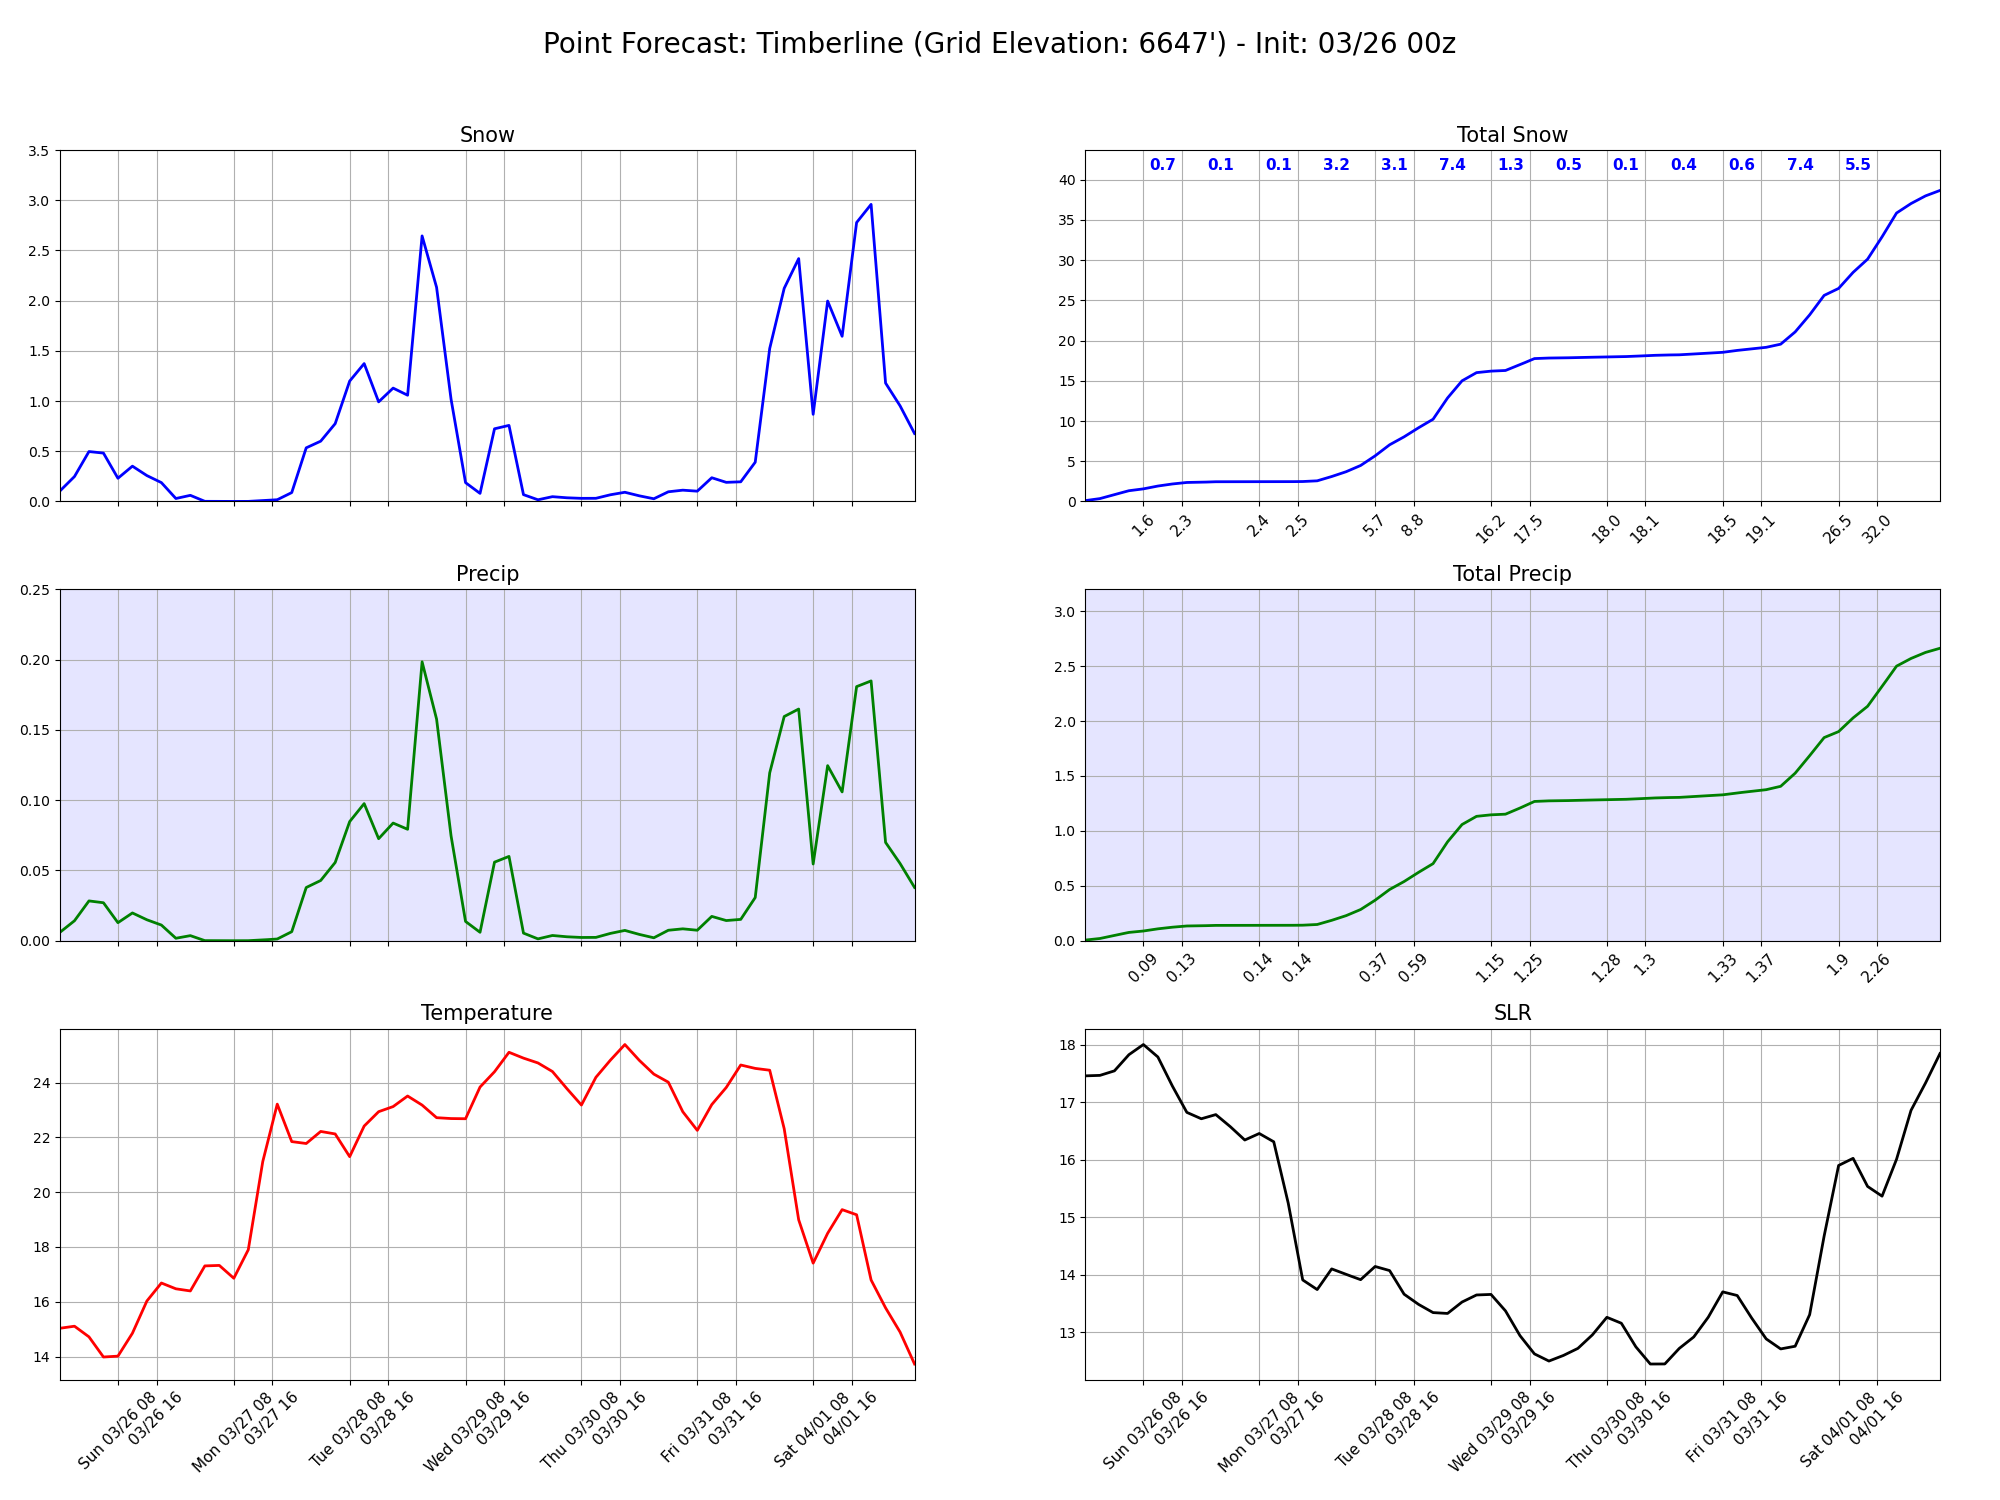 Point Forecast: Timberline (Grid Elevation: 6647') - Init: 03/26 00z
Snow
3.5
3.0
2.5
2.0
1.5
1.0
0.5
0.0
Total Snow
0.7 0.1 0.1 3.2 3.1 7.4 1.3 0.5 0.1 0.4 0.6 7.4 5.5
40
35
30
25
20
15
10
5
0
1.6 2.3 2.4 2.5 5.7 8.8 16.2 17.5 18.0 18.1 18.5 19.1 26.5 32.0
Precip
0.25
0.20
0.15
0.10
0.05
0.00
Total Precip
3.0
2.5
2.0
1.5
1.0
0.5
0.0
0.09 0.13 0.14 0.14 0.37 0.59 1.15 1.25 1.28 1.3 1.33 1.37 1.9 2.26
Temperature
24
22
20
18
16
14
Sun 03/26 08
03/26 16
Mon 03/27 08
03/27 16
Tue 03/28 08
03/28 16
Wed 03/29 08
03/29 16
Thu 03/30 08
03/30 16
Fri 03/31 08
03/31 16
Sat 04/01 08
04/01 16
SLR
18
17
16
15
14
13
Sun 03/26 08
03/26 16
Mon 03/27 08
03/27 16
Tue 03/28 08
03/28 16
Wed 03/29 08
03/29 16
Thu 03/30 08
03/30 16
Fri 03/31 08
03/31 16
Sat 04/01 08
04/01 16